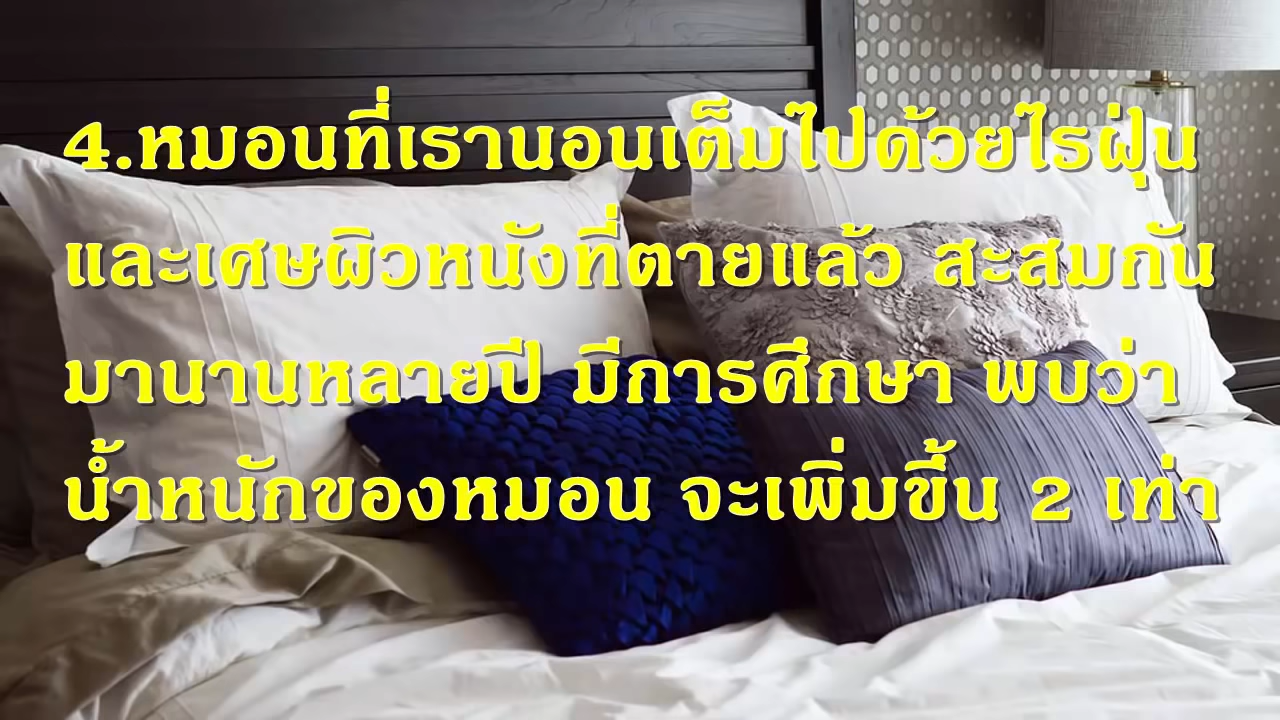 4.หมอนที่เรานอนเต็มไปด้วยไรฝุ่น
และเศษผิวหนังที่ตายแล้ว สะสมกัน
มานานหลายปี มีการศึกษา พบว่า
น้ำหนักของหมอน จะเพิ่มขึ้น 2 เท่า